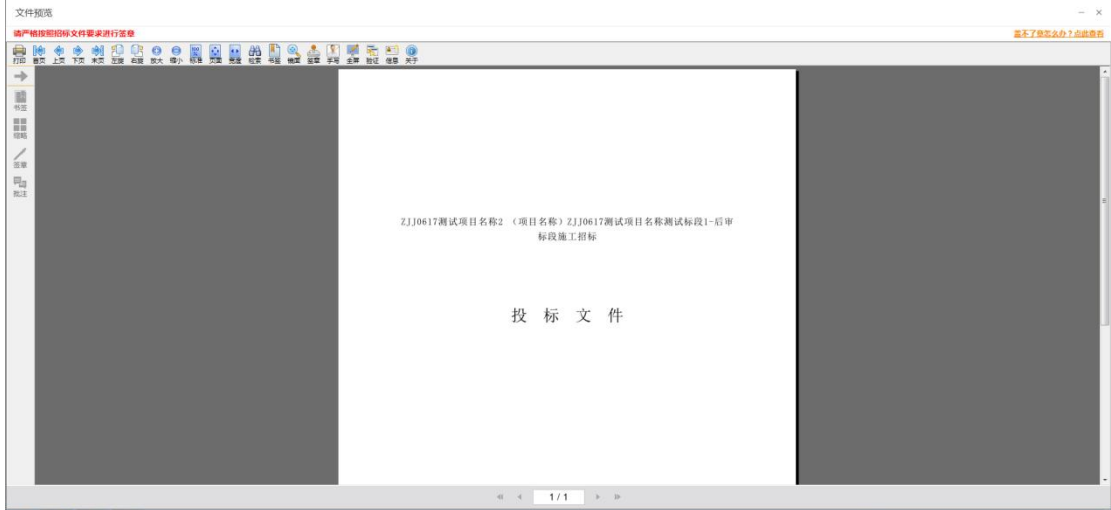 文件预览
请严格按照招标文件要求进行签章
盖不了章怎么办？点此查看
打印 首页 上页 下页 末页 左旋 右旋 放大 缩小 标准 页面 宽度 检索 书签 缩面 签章 手写 全屏 验证 信息 关于
书签
缩略
签章
批注
ZJJ0617测试项目名称2 （项目名称）ZJJ0617测试项目名称测试标段1-后审
标段施工招标
投 标 文 件
1 / 1